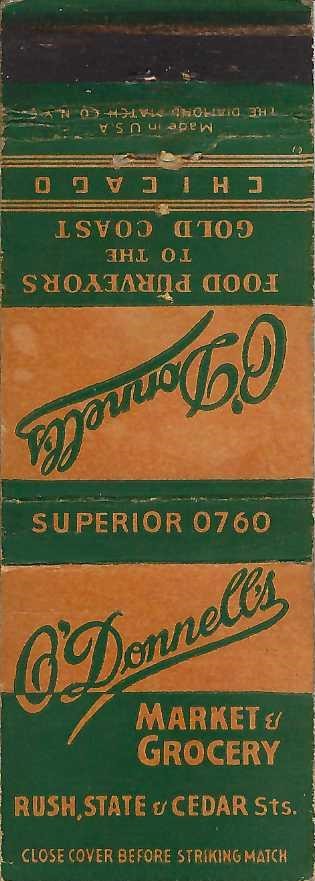 Made in U.S.A
THE DIAMOND MATCH CO. N.Y.C.
CHICAGO
O'Donnell's
FOOD PURVEYORS
TO THE
GOLD COAST
SUPERIOR 0760
O'Donnell's
MARKET &
GROCERY
RUSH, STATE & CEDAR Sts.
CLOSE COVER BEFORE STRIKING MATCH